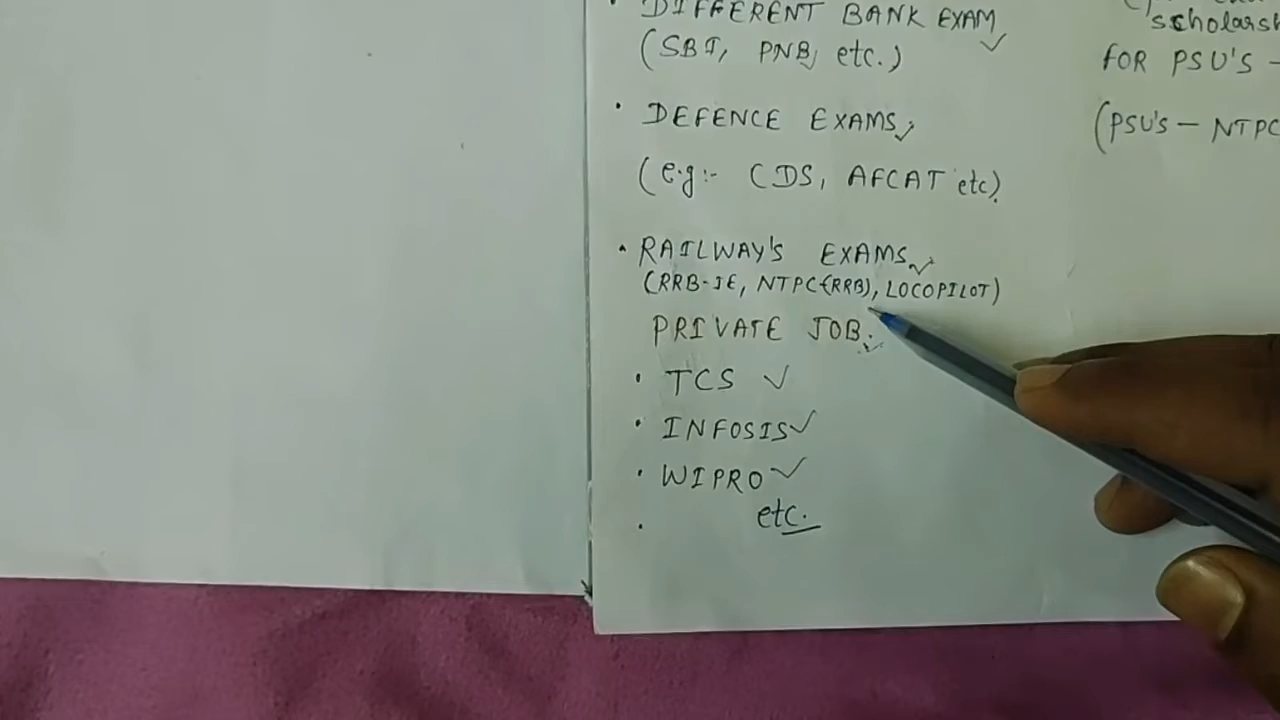 • DIFFERENT BANK EXAM ✓
(SBI, PNB, etc.)
• DEFENCE EXAMS, ✓
(e.g:- CDS, AFCAT etc).
• RAILWAY'S EXAMS ✓
(RRB-JE, NTPC(RRB), LOCOPILOT)
PRIVATE JOB. ✓
• TCS ✓
• INFOSIS ✓
• WIPRO ✓
• etc.
scholarsh
FOR PSU'S -
(PSU'S - NTPC